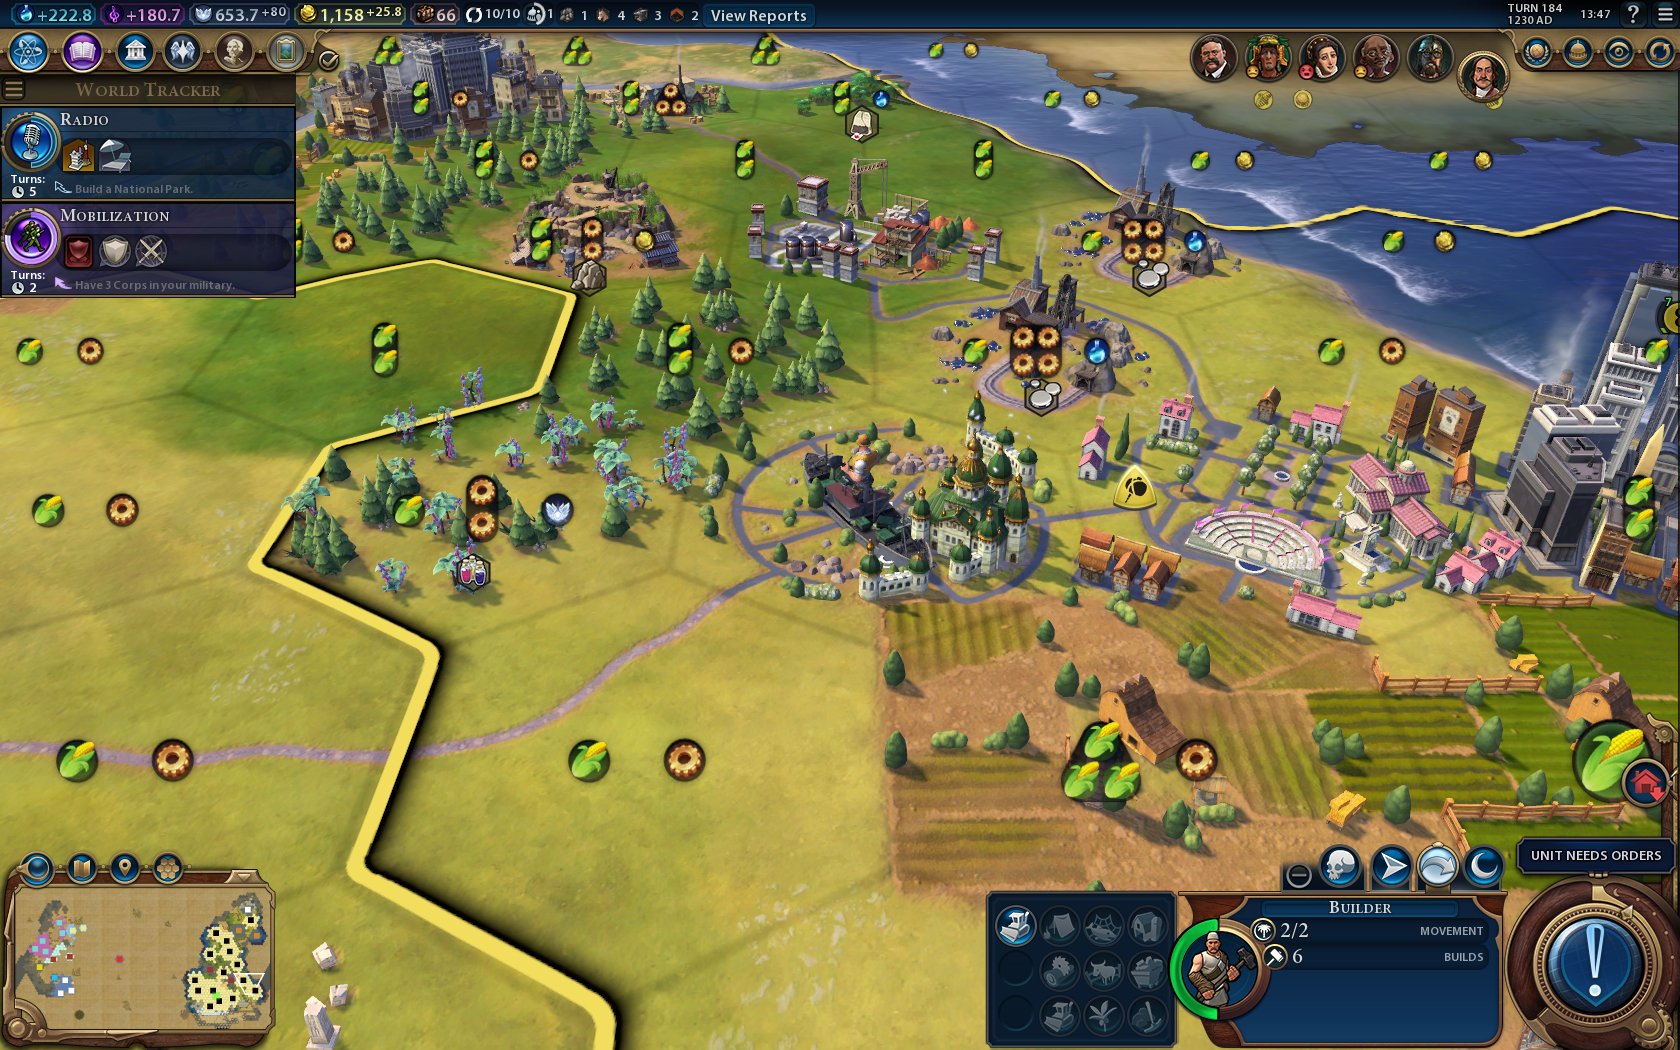 +222.8 +180.7 653.7 +80 1,158 +25.8 66 10/10 1 1 4 3 2 View Reports
TURN 184
1230 AD
13:47 ?
WORLD TRACKER
RADIO
Turns:
5
Build a National Park.
MOBILIZATION
Turns:
2
Have 3 Corps in your military.
7
UNIT NEEDS ORDERS
BUILDER
2/2 MOVEMENT
6 BUILDS